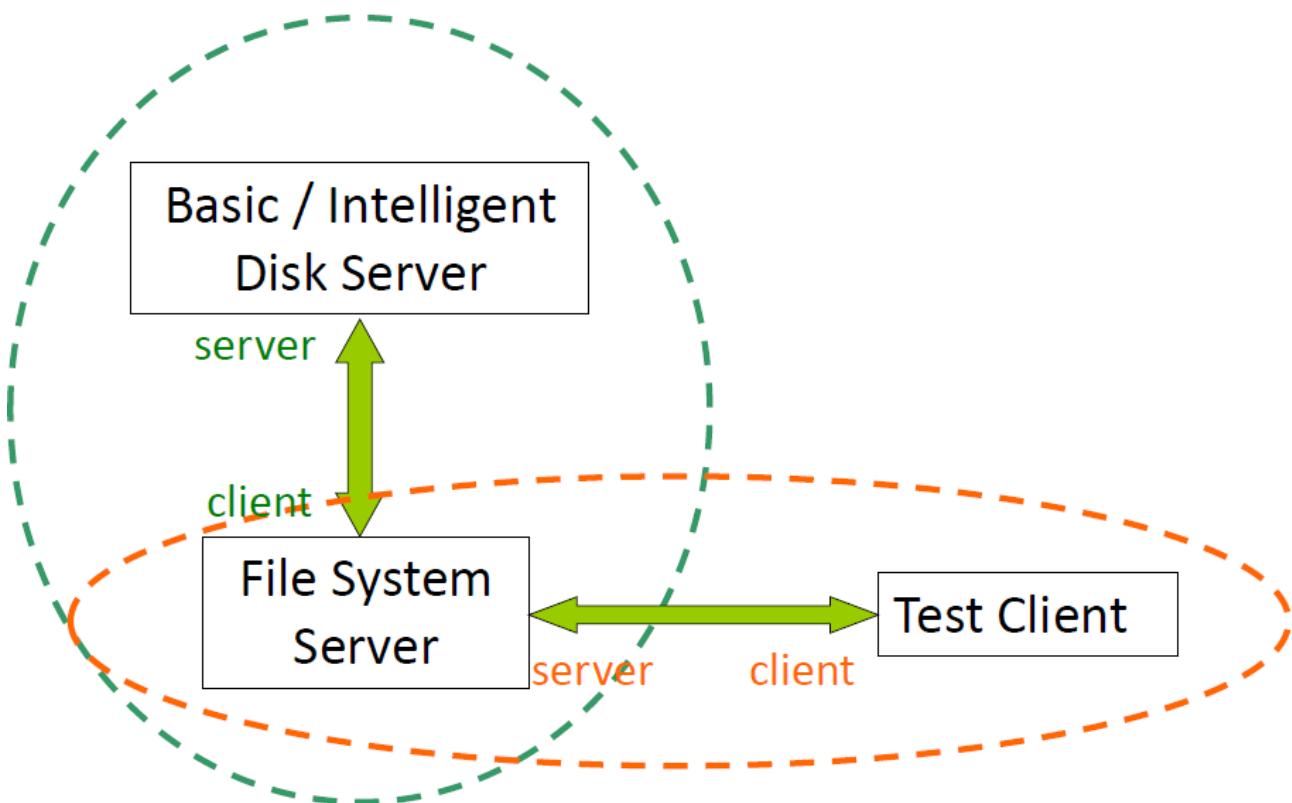 Basic / Intelligent
Disk Server
server
client
File System
Server
Test Client
server
client